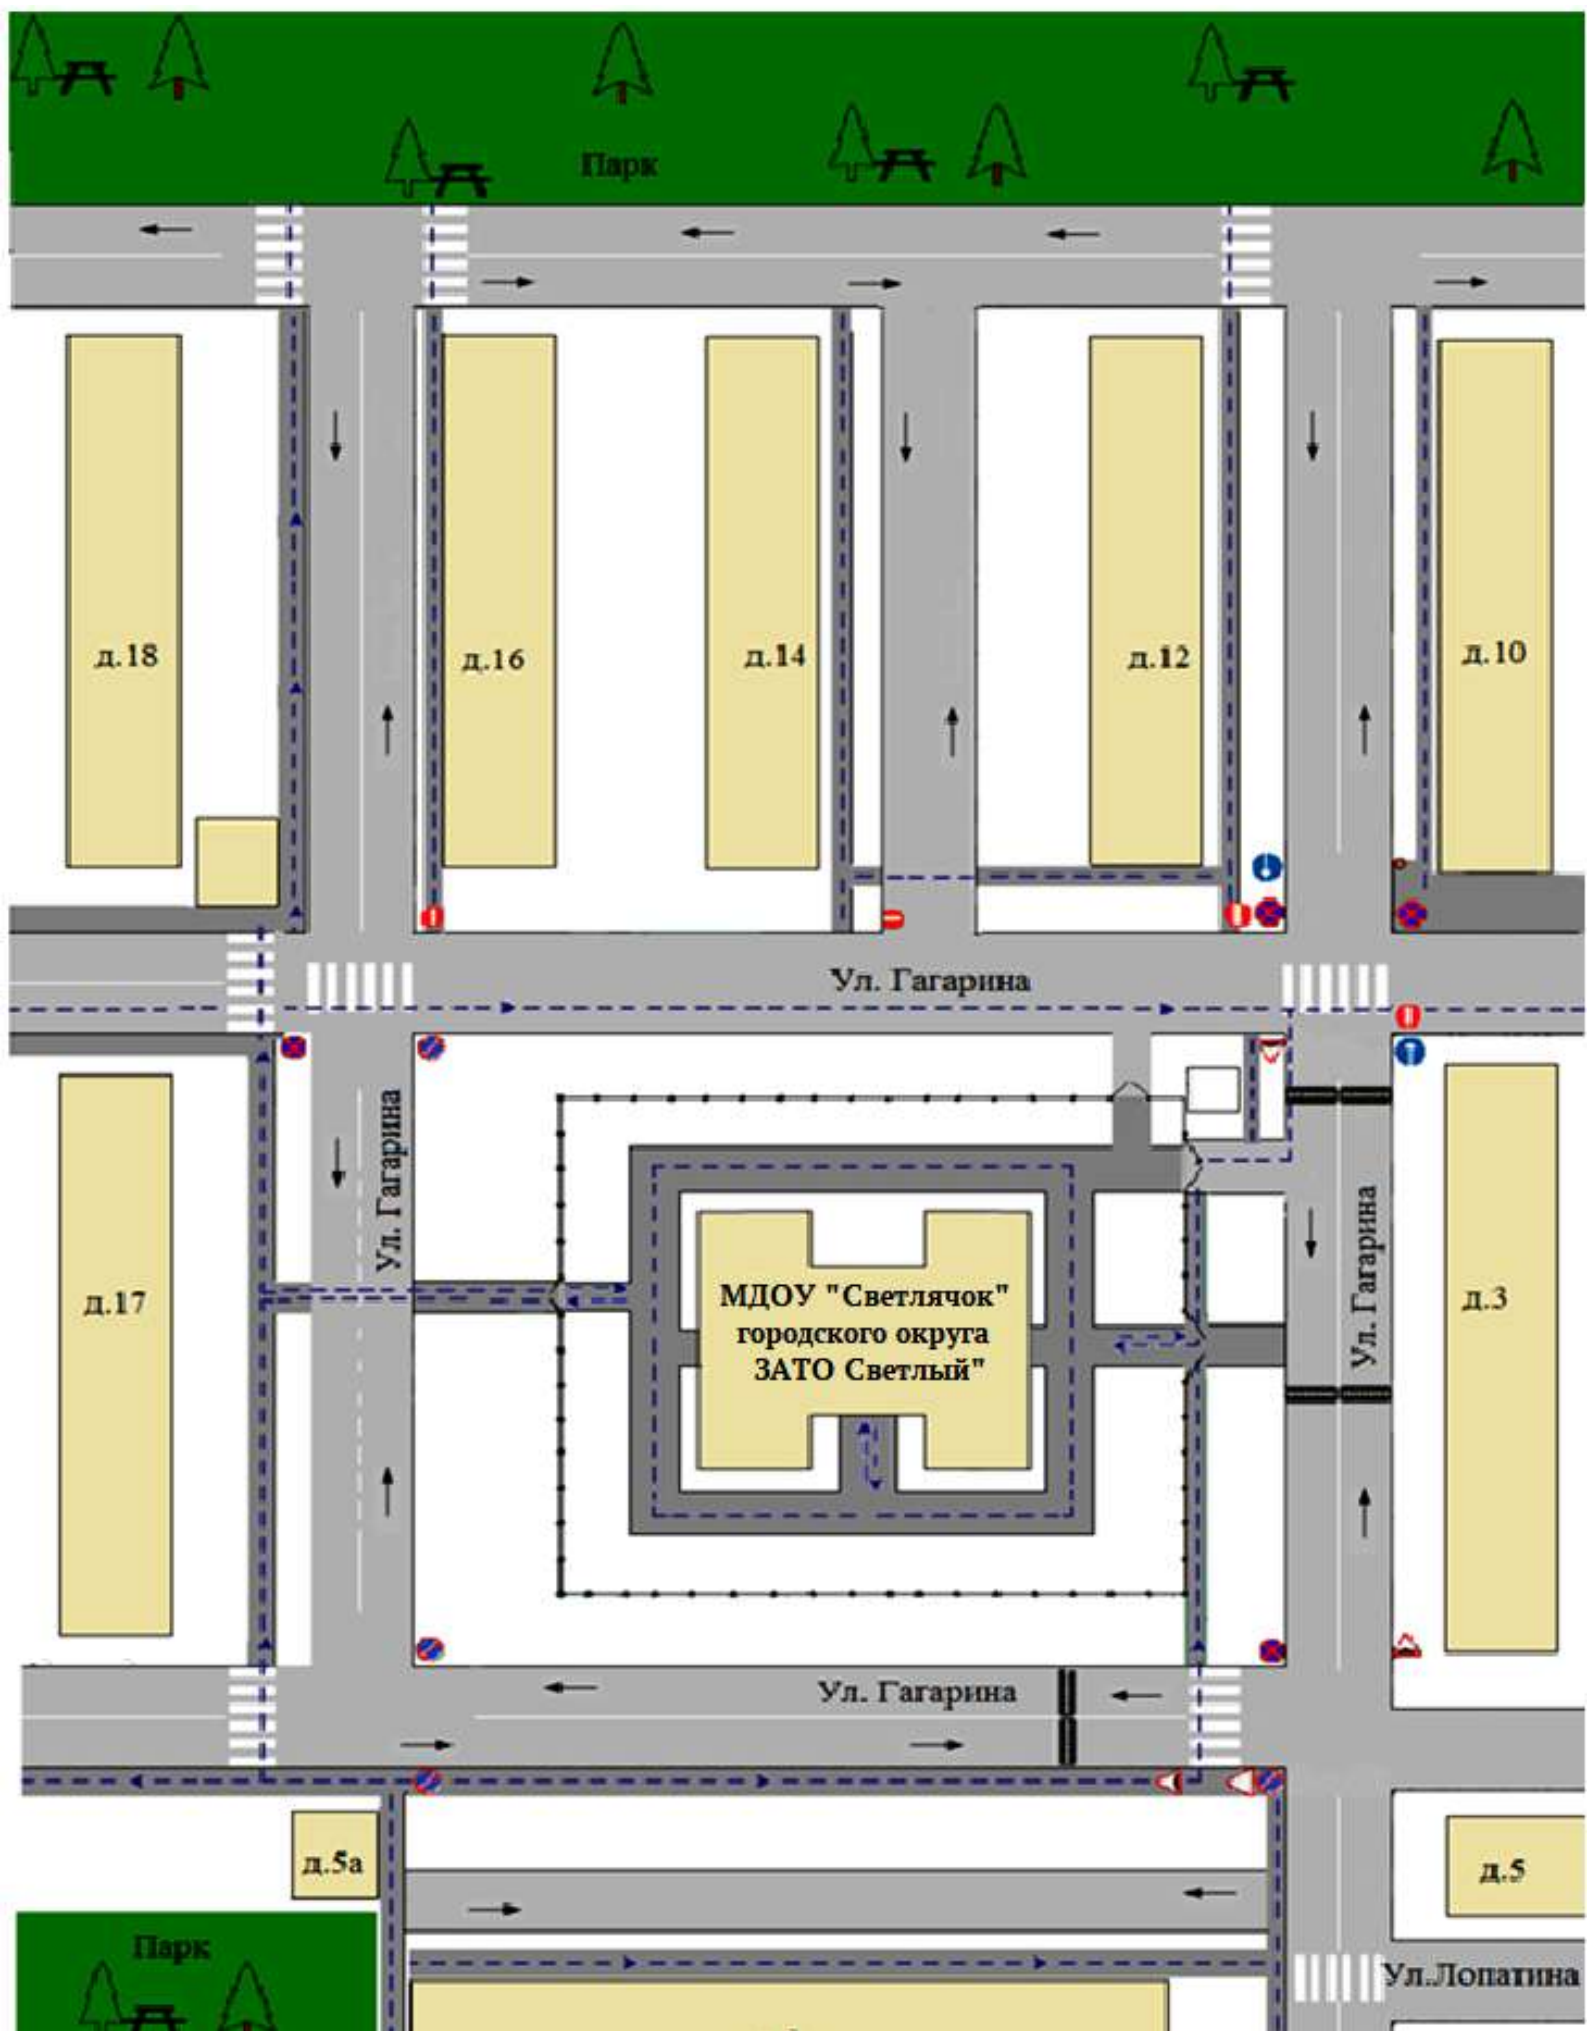 Парк
д.18
д.16
д.14
д.12
д.10
Ул. Гагарина
Ул. Гагарина
д.17
МДОУ "Светлячок"
городского округа
ЗАТО Светлый"
Ул. Гагарина
д.3
Ул. Гагарина
д.5а
д.5
Парк
Ул.Лопатина